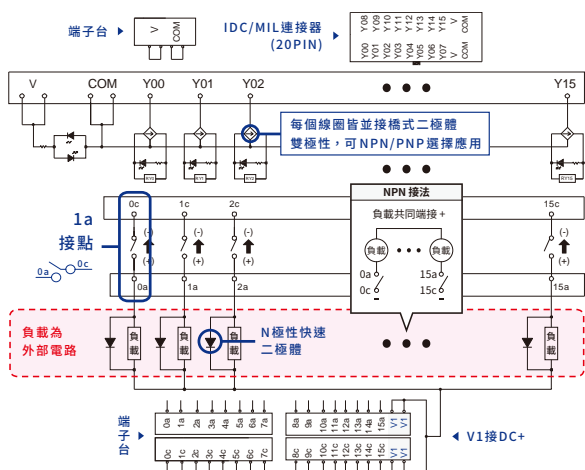 端子台
V
COM
IDC/MIL連接器
(20PIN)
Y08 Y09 Y10 Y11 Y12 Y13 Y14 Y15 V COM
Y00 Y01 Y02 Y03 Y04 Y05 Y06 Y07 V COM
V COM Y00 Y01 Y02 Y15
每個線圈皆並接橋式二極體
雙極性，可NPN/PNP選擇應用
RY15
0c 1c 2c 15c
1a
接點
0a 0c
(-) (-) (-) (-)
(+) (+) (+) (+)
0a 1a 2a 15a
NPN 接法
負載共同端接 +
負載 負載
0a 15a
0c 15c
負載為
外部電路
負載 負載 負載 負載
N極性快速
二極體
端子台
0a 1a 2a 3a 4a 5a 6a 7a
8a 9a 10a 11a 12a 13a 14a 15a V1 V1
0c 1c 2c 3c 4c 5c 6c 7c
8c 9c 10c 11c 12c 13c 14c 15c V1 V1
V1接DC+